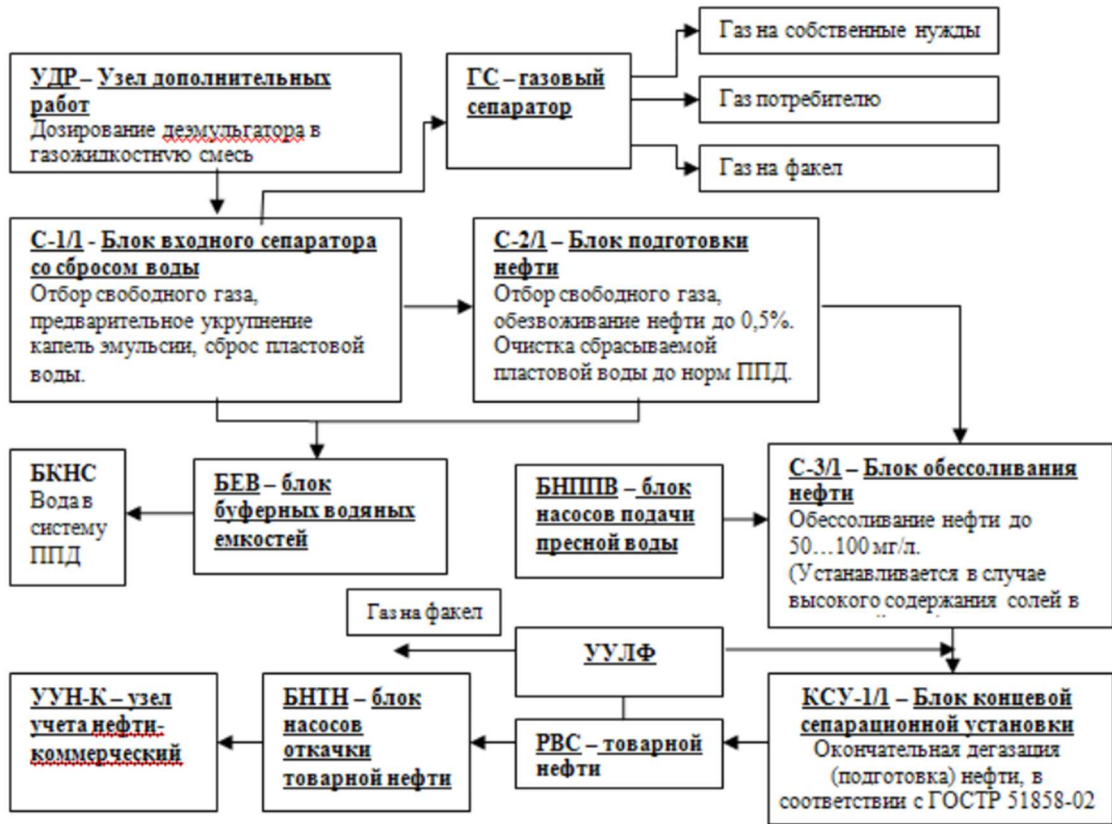 Газ на собственные нужды
УДР – Узел дополнительных
работ
Дозирование деэмульгатора в
газожидкостную смесь
ГС – газовый
сепаратор
Газ потребителю
Газ на факел
С-1/1 - Блок входного сепаратора
со сбросом воды
Отбор свободного газа,
предварительное укрупнение
капель эмульсии, сброс пластовой
воды.
С-2/1 – Блок подготовки
нефти
Отбор свободного газа,
обезвоживание нефти до 0,5%.
Очистка сбрасываемой
пластовой воды до норм ППД.
БКНС
Вода в
систему
ППД
БЕВ – блок
буферных водяных
емкостей
БНППВ – блок
насосов подачи
пресной воды
С-3/1 – Блок обессоливания
нефти
Обессоливание нефти до
50…100 мг/л.
(Устанавливается в случае
высокого содержания солей в
Газ на факел
УУЛФ
УУН-К – узел
учета нефти-
коммерческий
БНТН – блок
насосов
откачки
товарной нефти
РВС – товарной
нефти
КСУ-1/1 – Блок концевой
сепарационной установки
Окончательная дегазация
(подготовка) нефти, в
соответствии с ГОСТР 51858-02